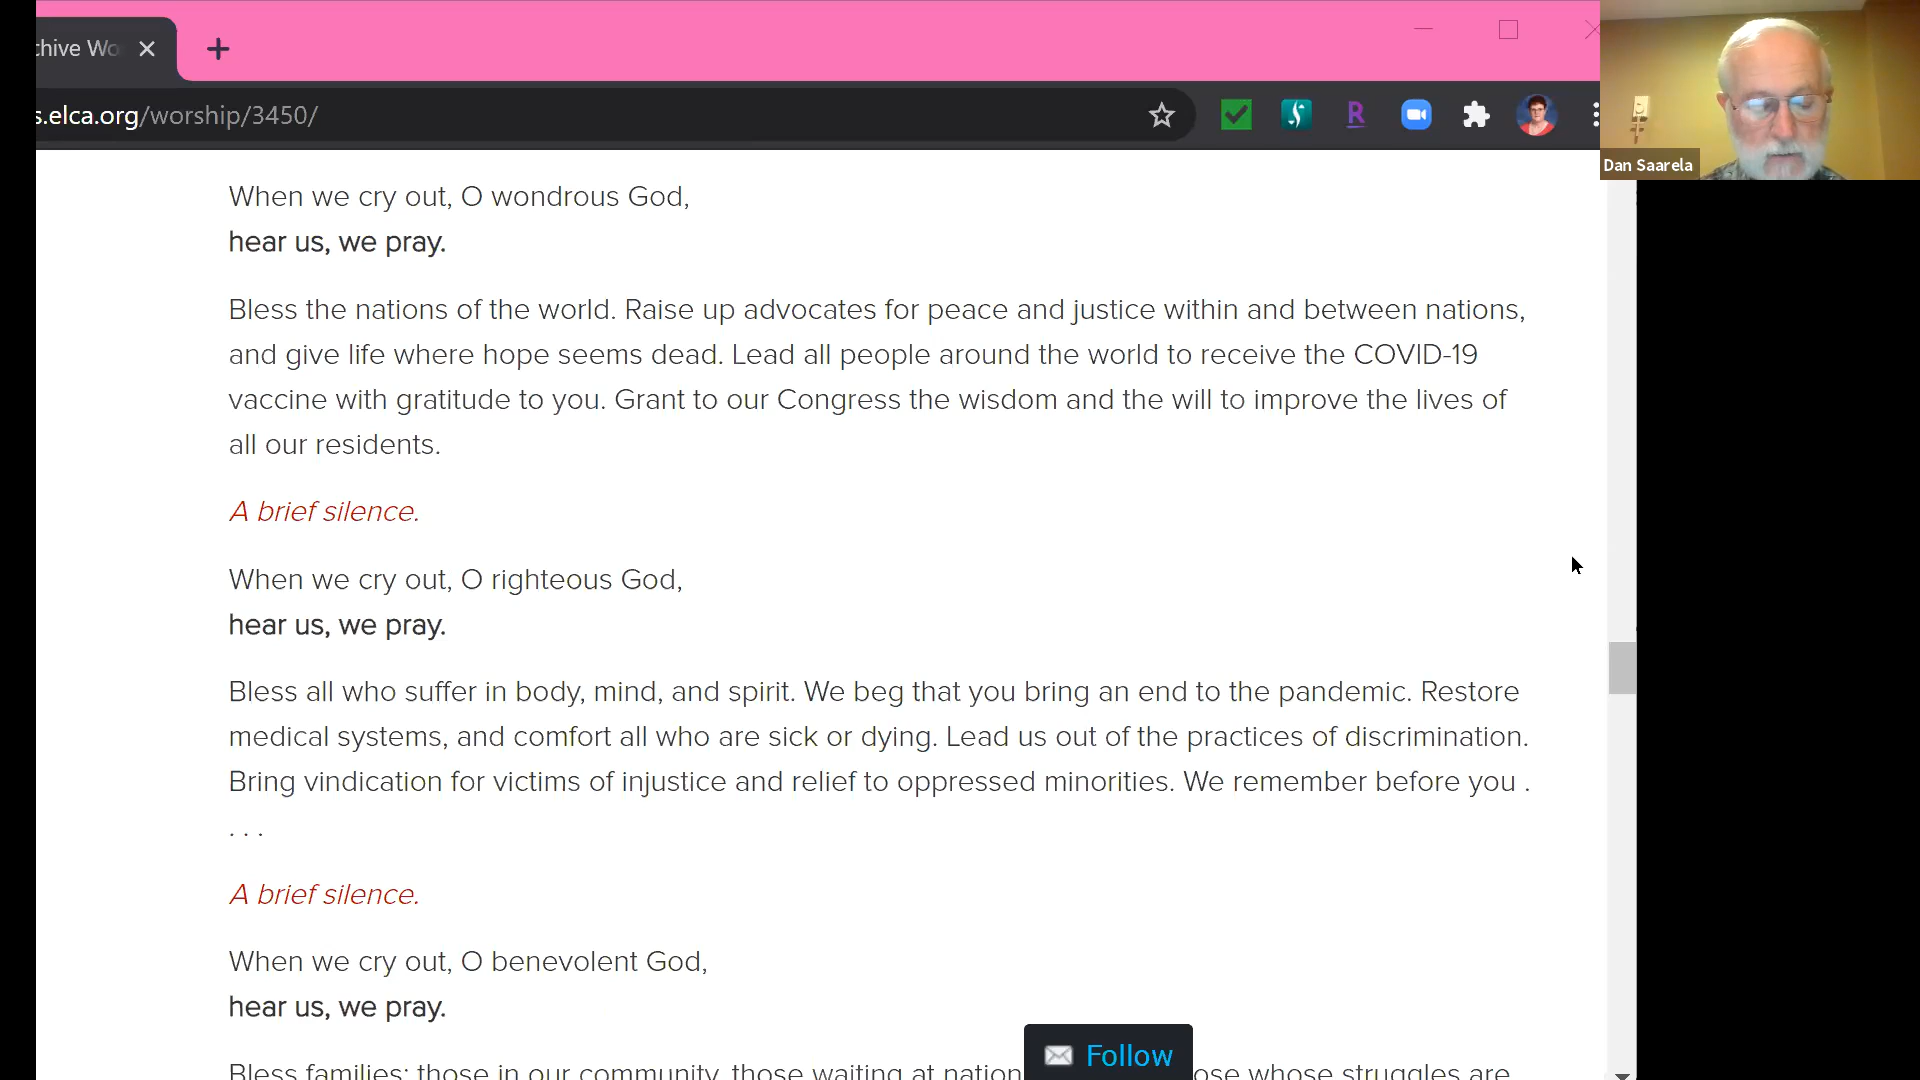 chive Wo
s.elca.org/worship/3450/
R
Dan Saarela
When we cry out, O wondrous God,
hear us, we pray.
Bless the nations of the world. Raise up advocates for peace and justice within and between nations,
and give life where hope seems dead. Lead all people around the world to receive the COVID-19
vaccine with gratitude to you. Grant to our Congress the wisdom and the will to improve the lives of
all our residents.
A brief silence.
When we cry out, O righteous God,
hear us, we pray.
Bless all who suffer in body, mind, and spirit. We beg that you bring an end to the pandemic. Restore
medical systems, and comfort all who are sick or dying. Lead us out of the practices of discrimination.
Bring vindication for victims of injustice and relief to oppressed minorities. We remember before you .
. . .
A brief silence.
When we cry out, O benevolent God,
hear us, we pray.
Follow
Bless families: those in our community, those waiting at nation ose whose struggles are